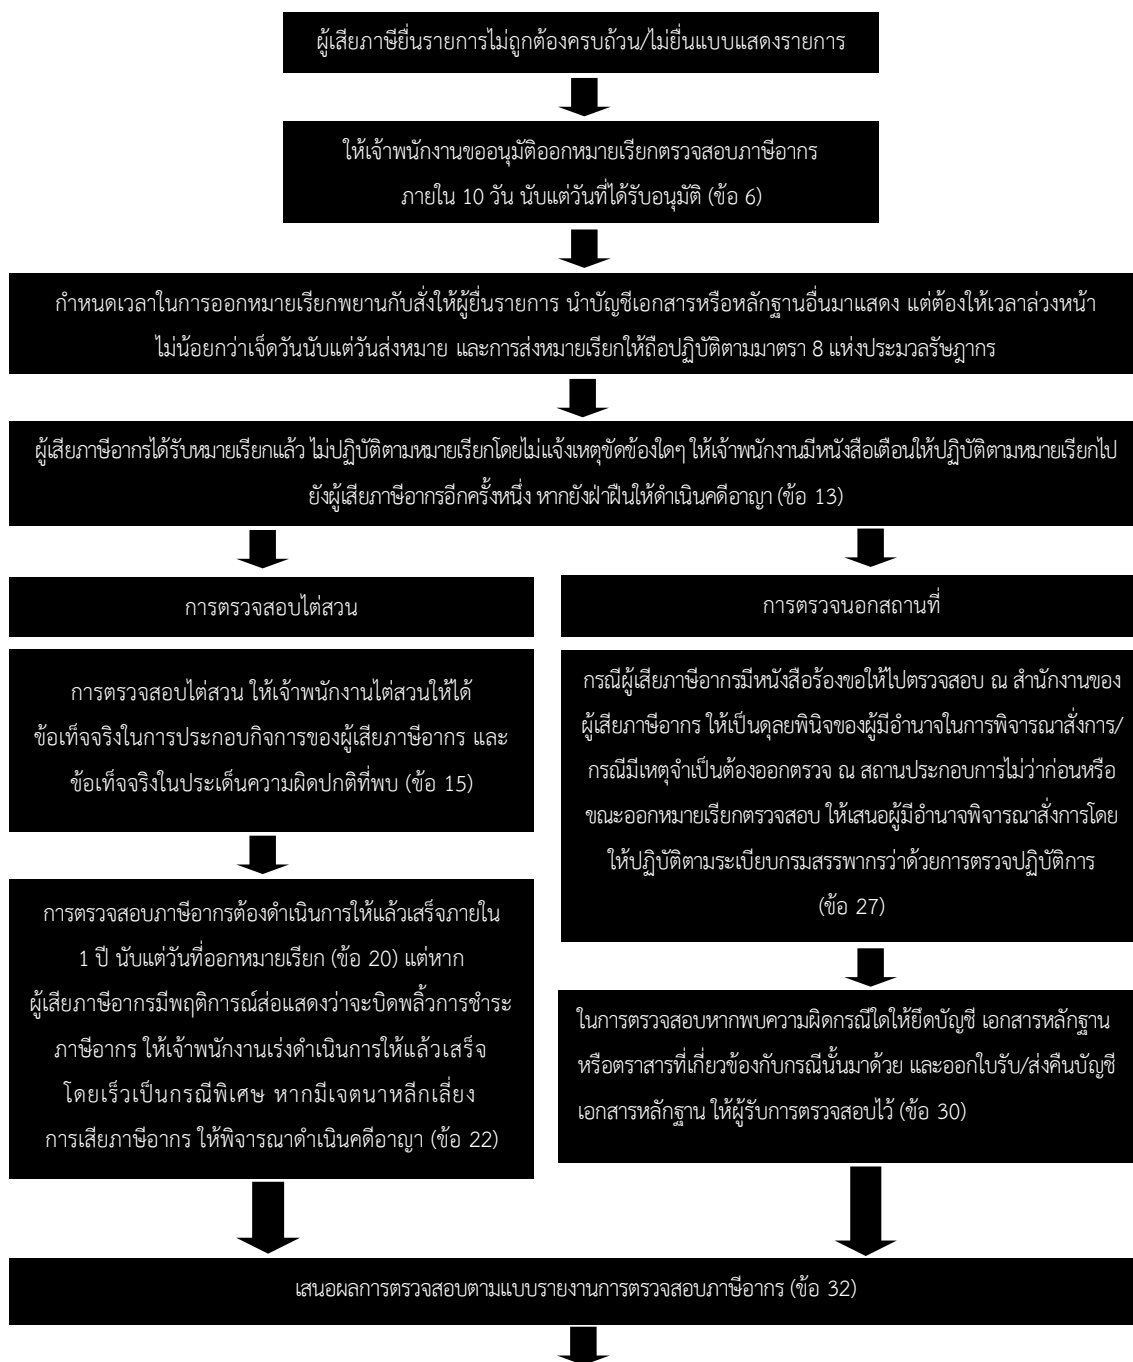 ผู้เสียภาษียื่นรายการไม่ถูกต้องครบถ้วน/ไม่ยื่นแบบแสดงรายการ
ให้เจ้าพนักงานขออนุมัติออกหมายเรียกตรวจสอบภาษีอากร
ภายใน 10 วัน นับแต่วันที่ได้รับอนุมัติ (ข้อ 6)
กำหนดเวลาในการออกหมายเรียกพยานกับสั่งให้ผู้ยื่นรายการ นำบัญชีเอกสารหรือหลักฐานอื่นมาแสดง แต่ต้องให้เวลาล่วงหน้า
ไม่น้อยกว่าเจ็ดวันนับแต่วันส่งหมาย และการส่งหมายเรียกให้ถือปฏิบัติตามมาตรา 8 แห่งประมวลรัษฎากร
ผู้เสียภาษีอากรได้รับหมายเรียกแล้ว ไม่ปฏิบัติตามหมายเรียกโดยไม่แจ้งเหตุขัดข้องใดๆ ให้เจ้าพนักงานมีหนังสือเตือนให้ปฏิบัติตามหมายเรียกไป
ยังผู้เสียภาษีอากรอีกครั้งหนึ่ง หากยังฝ่าฝืนให้ดำเนินคดีอาญา (ข้อ 13)
การตรวจสอบไต่สวน
การตรวจสอบไต่สวน ให้เจ้าพนักงานไต่สวนให้ได้
ข้อเท็จจริงในการประกอบกิจการของผู้เสียภาษีอากร และ
ข้อเท็จจริงในประเด็นความผิดปกติที่พบ (ข้อ 15)
การตรวจสอบภาษีอากรต้องดำเนินการให้แล้วเสร็จภายใน
1 ปี นับแต่วันที่ออกหมายเรียก (ข้อ 20) แต่หาก
ผู้เสียภาษีอากรมีพฤติการณ์ส่อแสดงว่าจะบิดพลิ้วการชำระ
ภาษีอากร ให้เจ้าพนักงานเร่งดำเนินการให้แล้วเสร็จ
โดยเร็วเป็นกรณีพิเศษ หากมีเจตนาหลีกเลี่ยง
การเสียภาษีอากร ให้พิจารณาดำเนินคดีอาญา (ข้อ 22)
การตรวจนอกสถานที่
กรณีผู้เสียภาษีอากรมีหนังสือร้องขอให้ไปตรวจสอบ ณ สำนักงานของ
ผู้เสียภาษีอากร ให้เป็นดุลยพินิจของผู้มีอำนาจในการพิจารณาสั่งการ/
กรณีมีเหตุจำเป็นต้องออกตรวจ ณ สถานประกอบการไม่ว่าก่อนหรือ
ขณะออกหมายเรียกตรวจสอบ ให้เสนอผู้มีอำนาจพิจารณาสั่งการโดย
ให้ปฏิบัติตามระเบียบกรมสรรพากรว่าด้วยการตรวจปฏิบัติการ
(ข้อ 27)
ในการตรวจสอบหากพบความผิดกรณีใดให้ยึดบัญชี เอกสารหลักฐาน
หรือตราสารที่เกี่ยวข้องกับกรณีนั้นมาด้วย และออกใบรับ/ส่งคืนบัญชี
เอกสารหลักฐาน ให้ผู้รับการตรวจสอบไว้ (ข้อ 30)
เสนอผลการตรวจสอบตามแบบรายงานการตรวจสอบภาษีอากร (ข้อ 32)